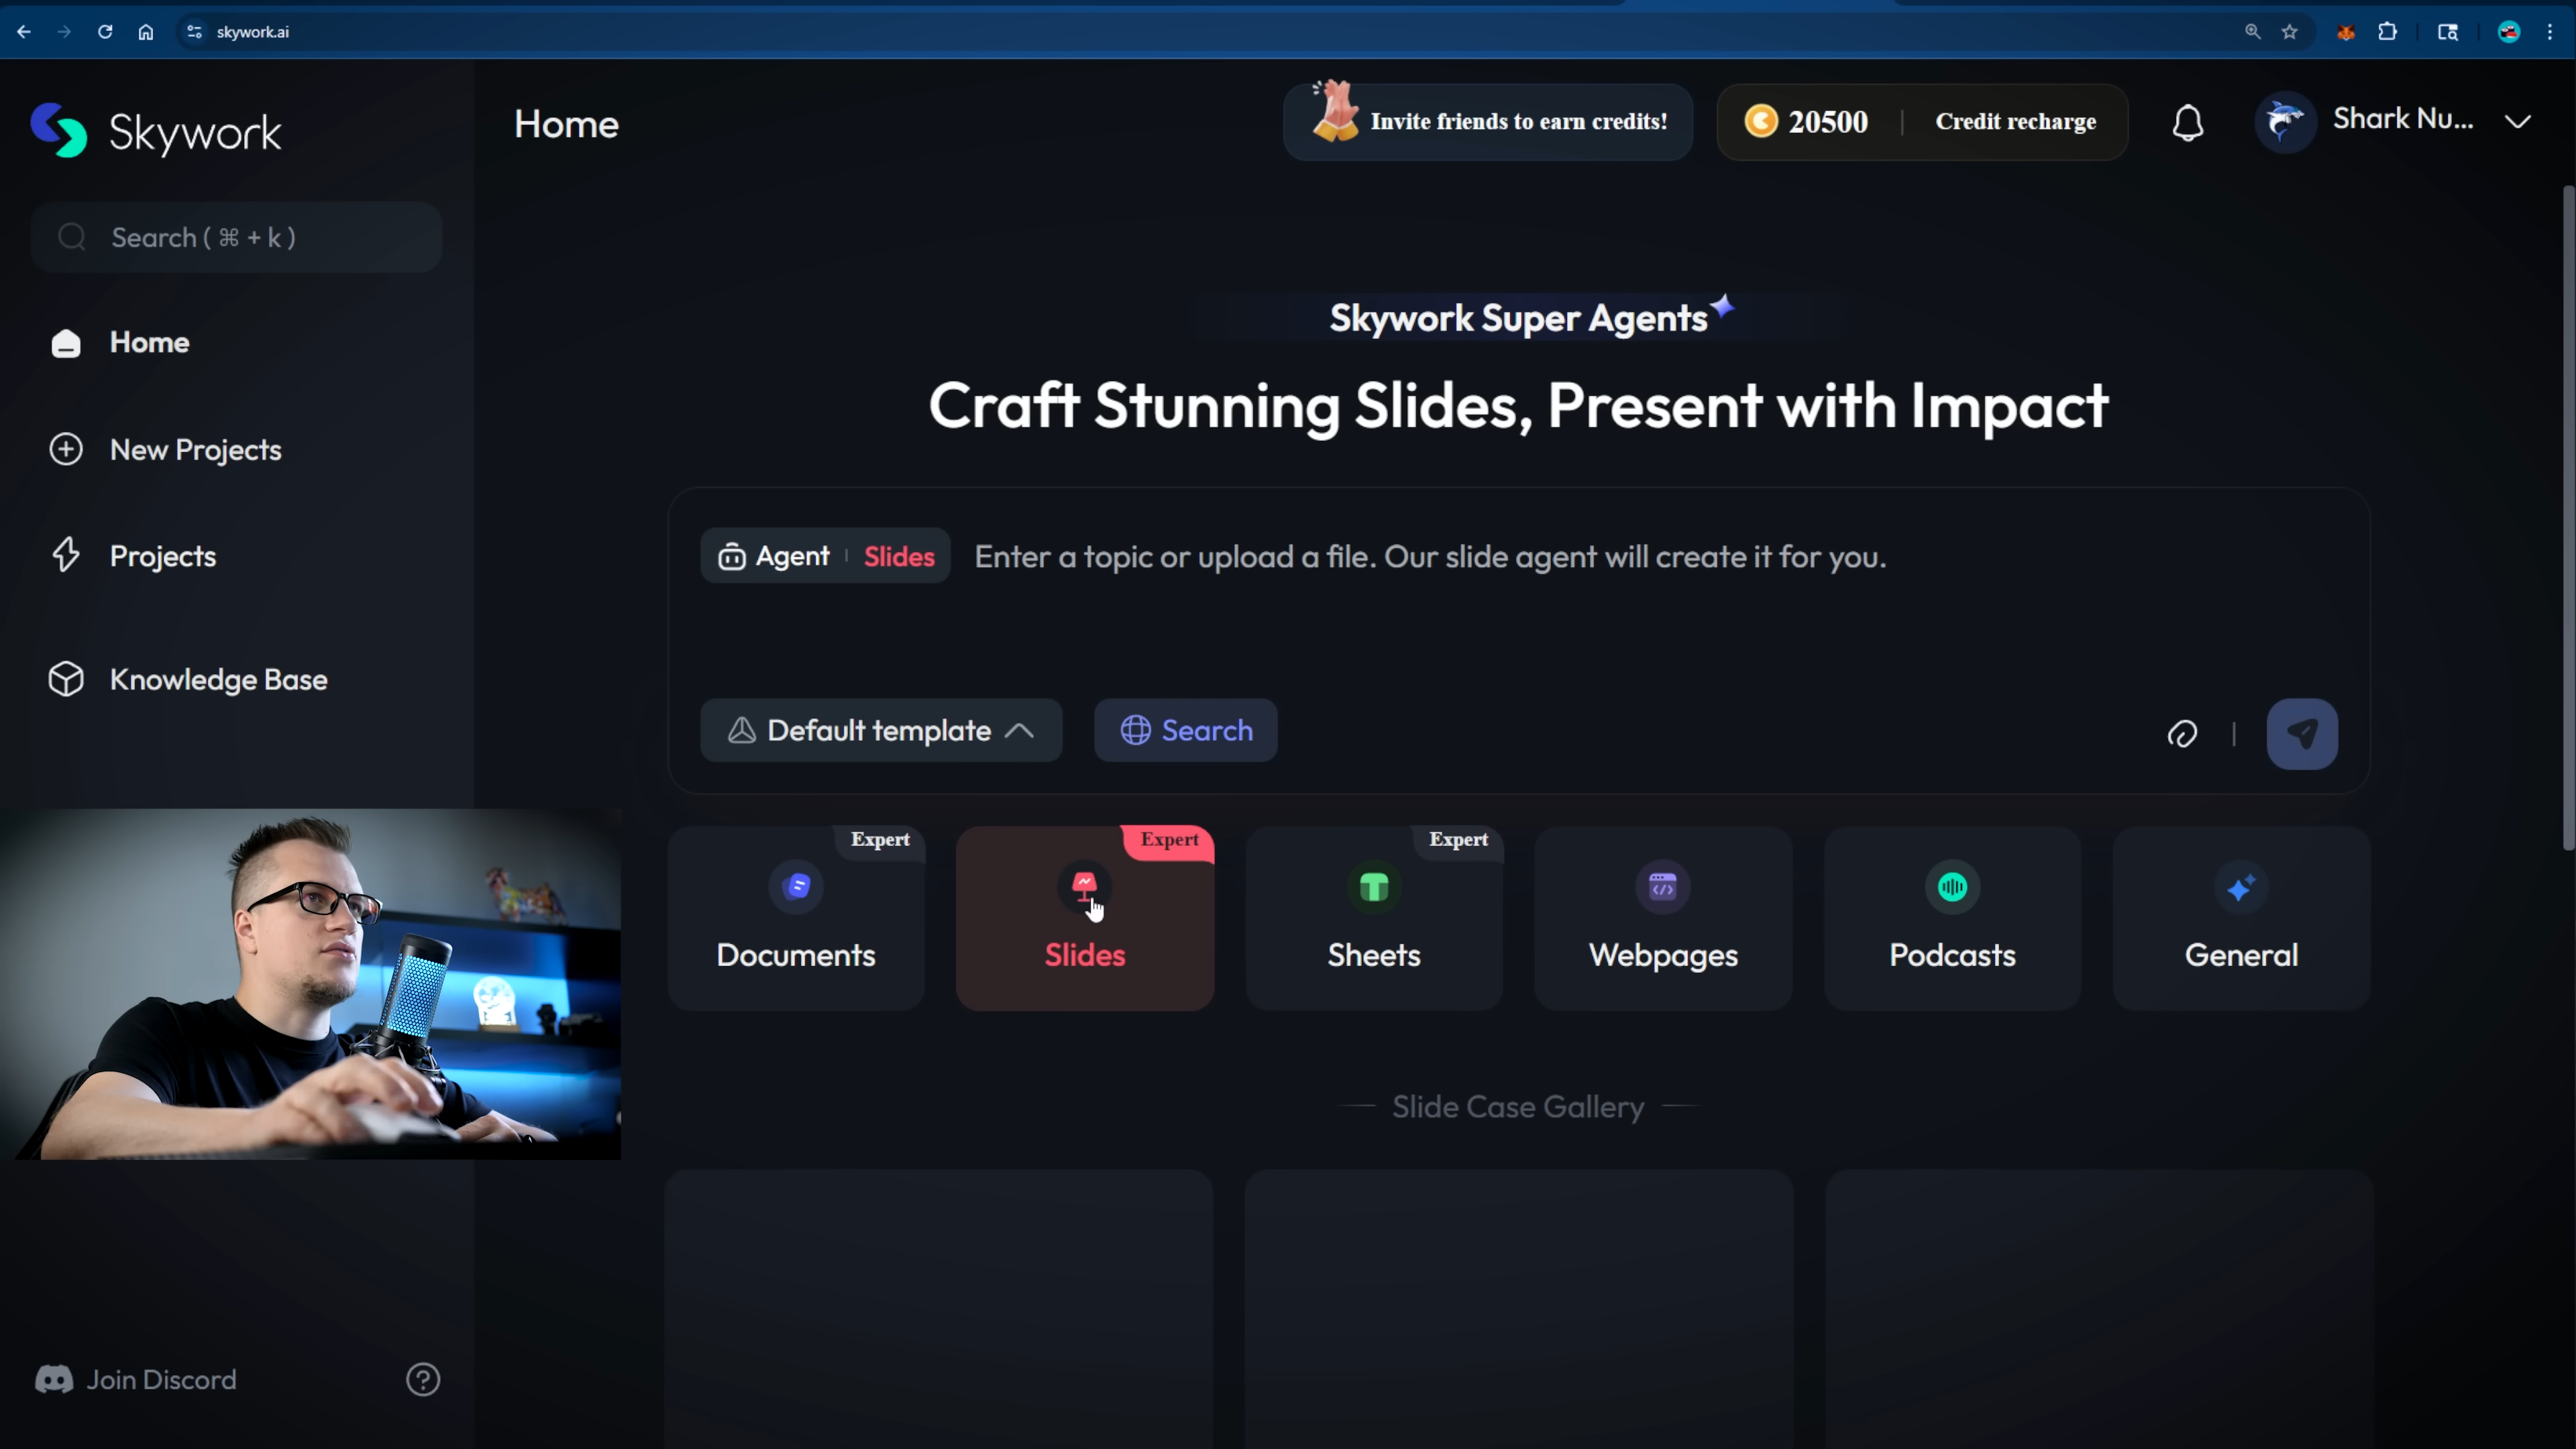 skywork.ai
Skywork
Home
Invite friends to earn credits!
20500
Credit recharge
Shark Nu...
Search ( ⌘ + k )
Home
New Projects
Projects
Knowledge Base
Skywork Super Agents
Craft Stunning Slides, Present with Impact
Agent
Slides
Enter a topic or upload a file. Our slide agent will create it for you.
Default template
Search
Expert
Documents
Expert
Slides
Expert
Sheets
Webpages
Podcasts
General
Slide Case Gallery
Join Discord